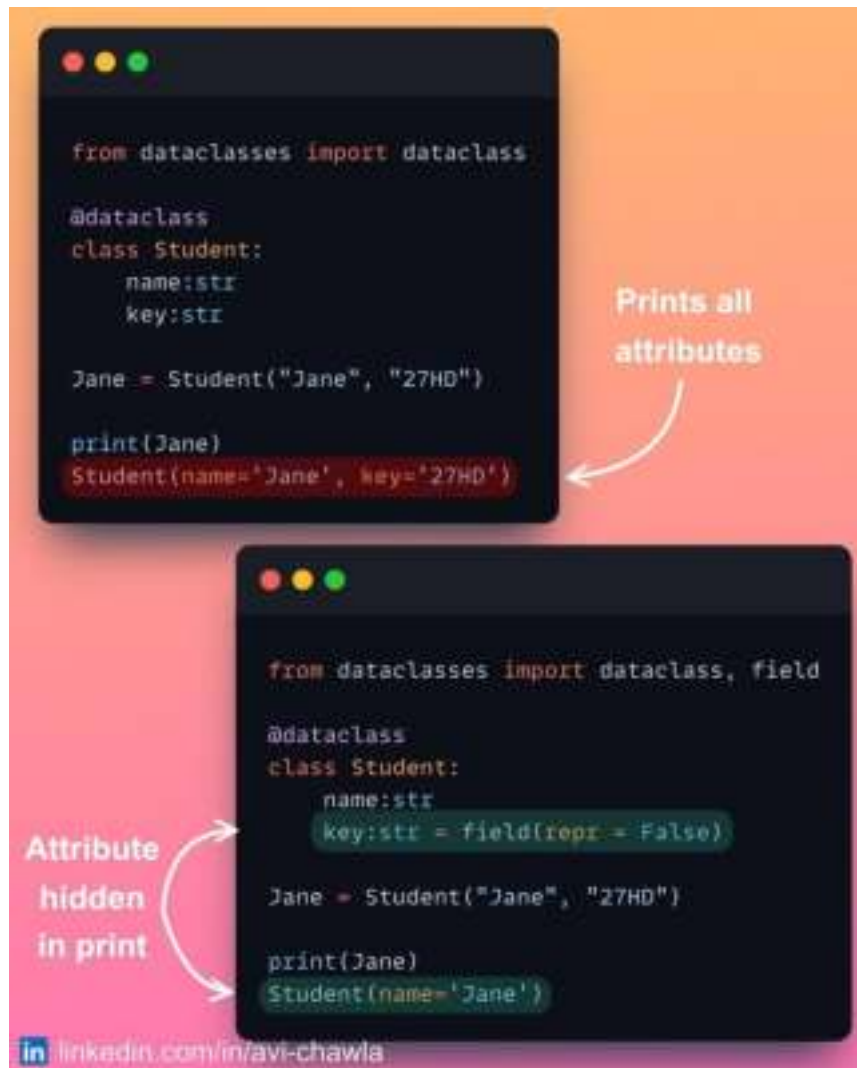 from dataclasses import dataclass
@dataclass
class Student:
    name:str
    key:str
Jane = Student("Jane", "27HD")
print(Jane)
Student(name='Jane', key='27HD')
Prints all
attributes
from dataclasses import dataclass, field
@dataclass
class Student:
    name:str
    key:str = field(repr = False)
Jane = Student("Jane", "27HD")
print(Jane)
Student(name='Jane')
Attribute
hidden
in print
in linkedin.com/in/avi-chawla